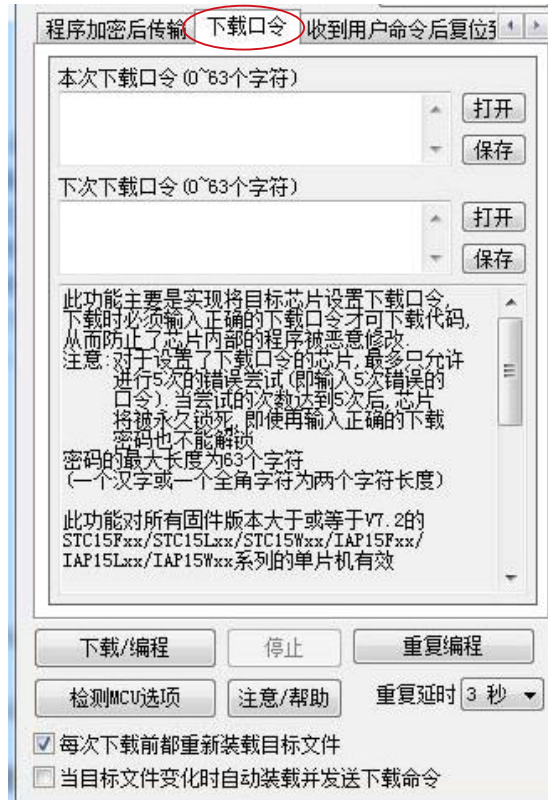 程序加密后传输 下载口令 收到用户命令后复位到
本次下载口令(0~63个字符)
打开
保存
下次下载口令(0~63个字符)
打开
保存
此功能主要是实现将目标芯片设置下载口令,
下载时必须输入正确的下载口令才可下载代码,
从而防止了芯片内部的程序被恶意修改.
注意:对于设置了下载口令的芯片,最多只允许
进行5次的错误尝试(即输入5次错误的
口令).当尝试的次数达到5次后,芯片
将被永久锁死,即使再输入正确的下载
密码也不能解锁
密码的最大长度为63个字符
(一个汉字或一个全角字符为两个字符长度)
此功能对所有固件版本大于或等于V7.2的
STC15Fxx/STC15Lxx/STC15Wxx/IAP15Fxx/
IAP15Lxx/IAP15Wxx系列的单片机有效
下载/编程 停止 重复编程
检测MCU选项 注意/帮助 重复延时 3 秒
每次下载前都重新装载目标文件
当目标文件变化时自动装载并发送下载命令